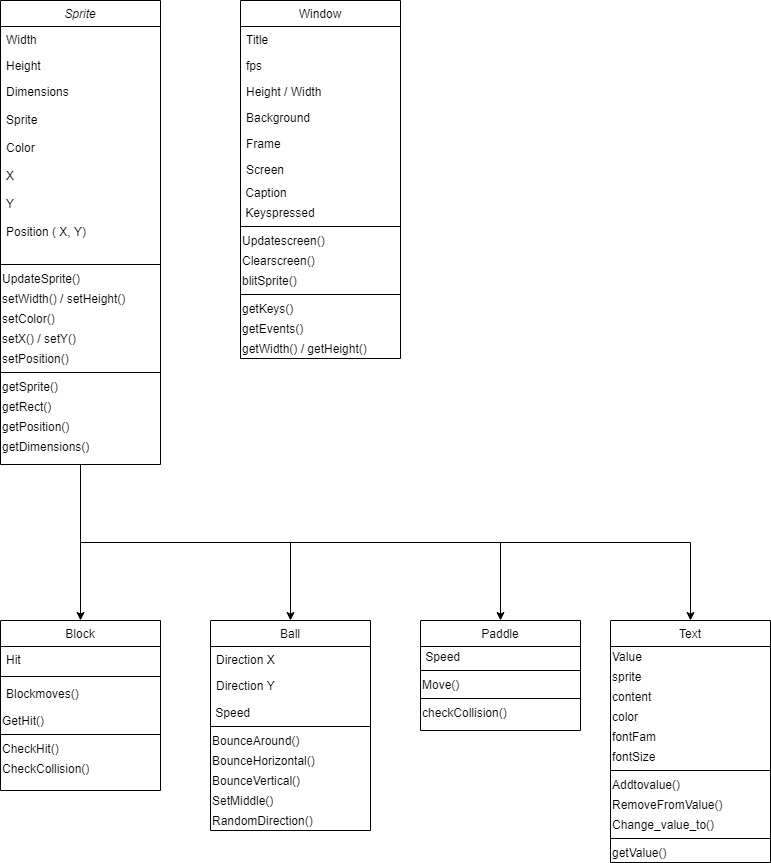 Sprite
Width
Height
Dimensions
Sprite
Color
X
Y
Position ( X, Y)
UpdateSprite()
setWidth() / setHeight()
setColor()
setX() / setY()
setPosition()
getSprite()
getRect()
getPosition()
getDimensions()
Window
Title
fps
Height / Width
Background
Frame
Screen
Caption
Keyspressed
Updatescreen()
Clearscreen()
blitSprite()
getKeys()
getEvents()
getWidth() / getHeight()
Block
Hit
Blockmoves()
GetHit()
CheckHit()
CheckCollision()
Ball
Direction X
Direction Y
Speed
BounceAround()
BounceHorizontal()
BounceVertical()
SetMiddle()
RandomDirection()
Paddle
Speed
Move()
checkCollision()
Text
Value
sprite
content
color
fontFam
fontSize
Addtovalue()
RemoveFromValue()
Change_value_to()
getValue()